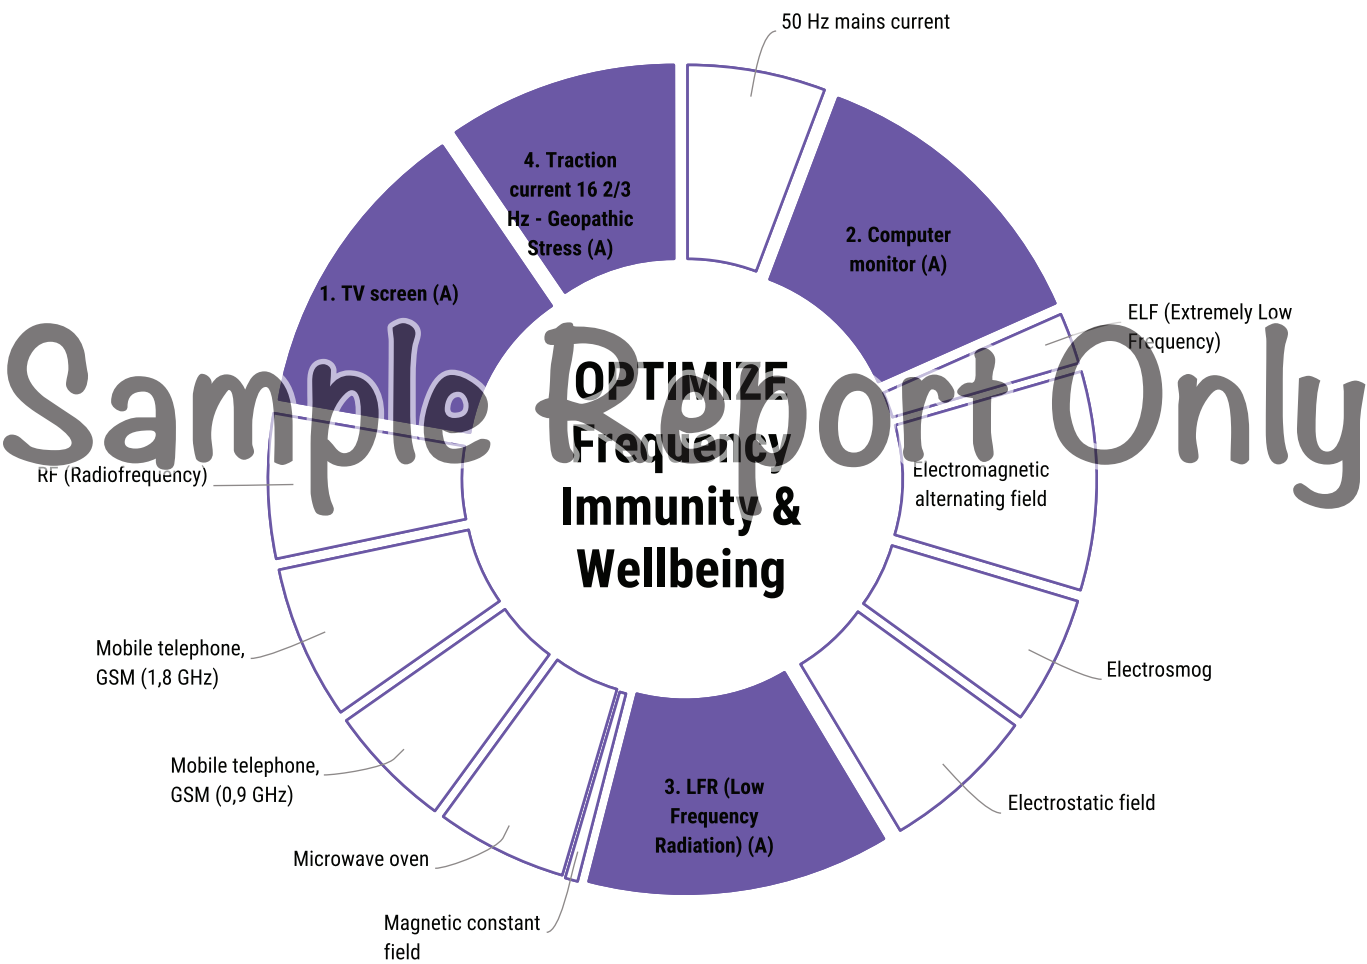 50 Hz mains current
4. Traction
current 16 2/3
Hz - Geopathic
Stress (A)
2. Computer
monitor (A)
1. TV screen (A)
ELF (Extremely Low
Frequency)
Sample Report Only
OPTIMIZE
Frequency
Immunity &
Wellbeing
RF (Radiofrequency)
Electromagnetic
alternating field
Mobile telephone,
GSM (1,8 GHz)
Electrosmog
Mobile telephone,
GSM (0,9 GHz)
3. LFR (Low
Frequency
Radiation) (A)
Electrostatic field
Microwave oven
Magnetic constant
field